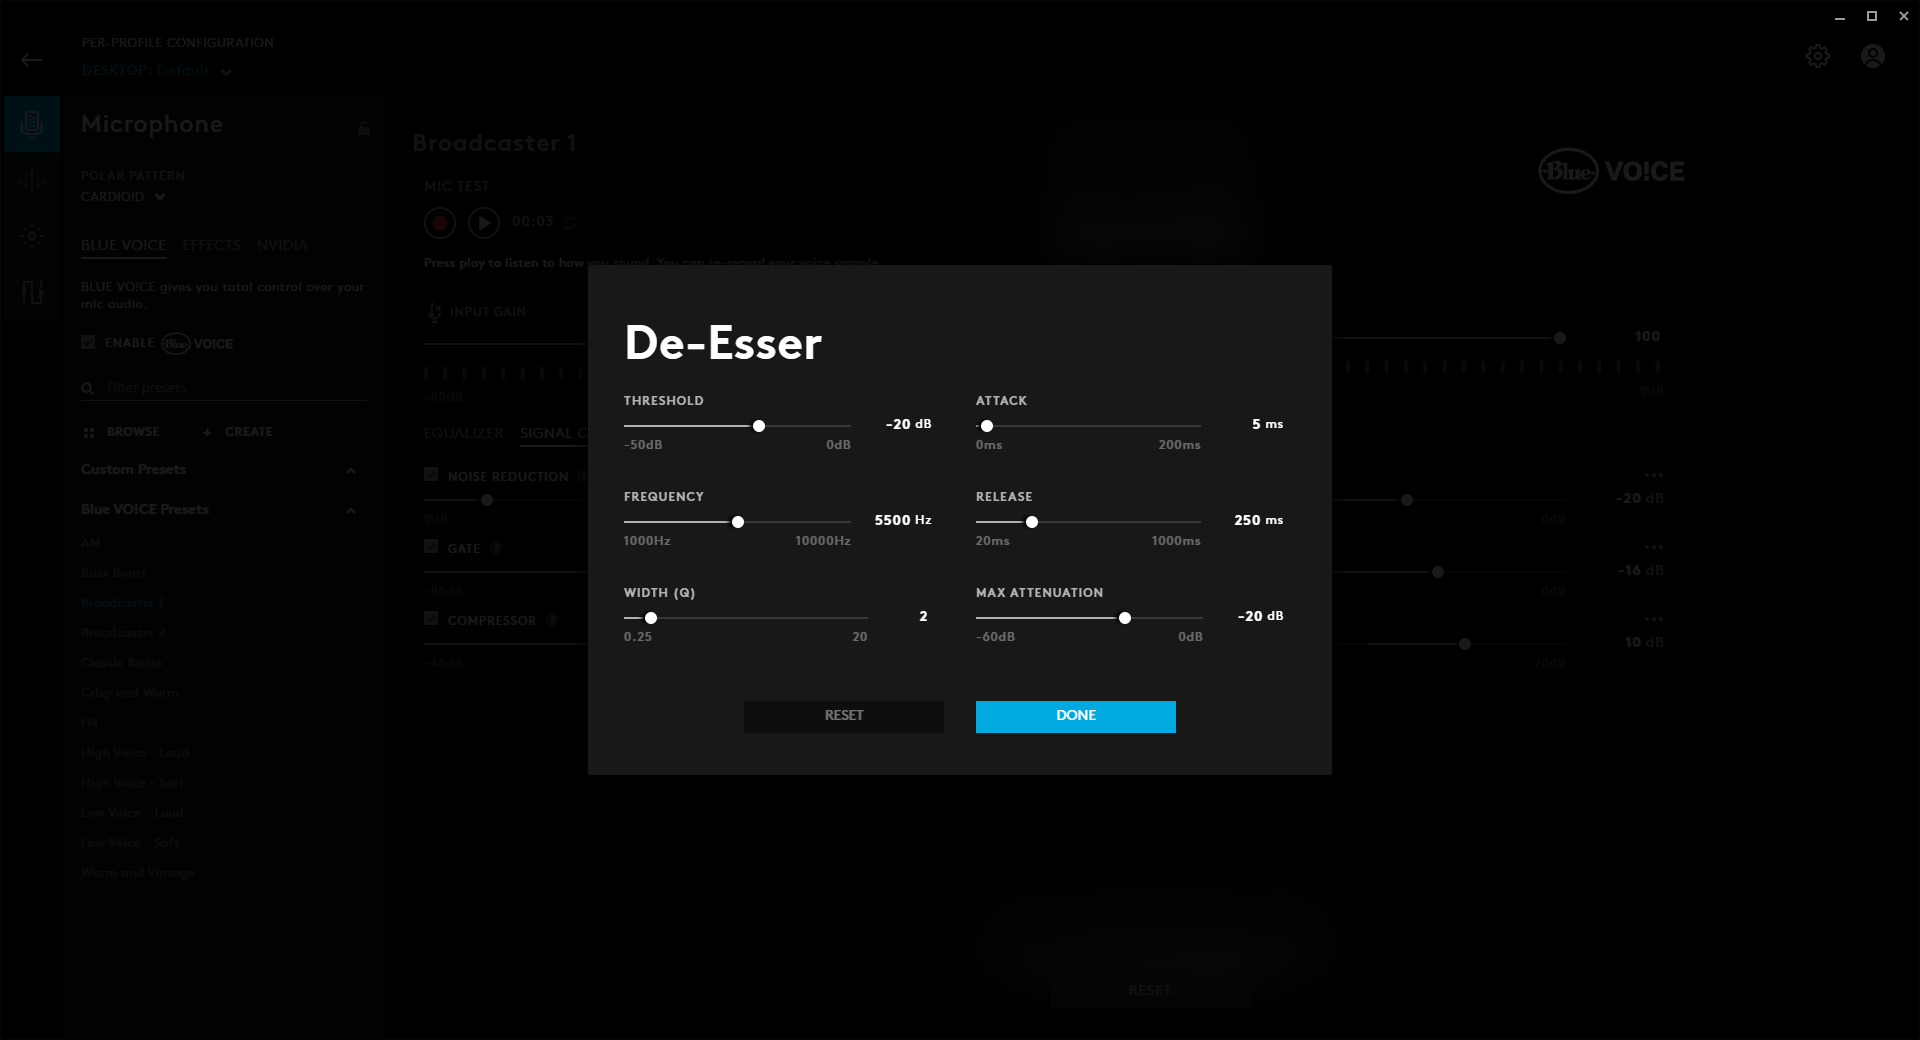 PER-PROFILE CONFIGURATION
DESKTOP: Default
Microphone
POLAR PATTERN
CARDIOID
BLUE VO!CE EFFECTS NVIDIA
BLUE VO!CE gives you total control over your
mic audio.
ENABLE Blue VO!CE
Filter presets
BROWSE + CREATE
Custom Presets
Blue VO!CE Presets
AM
Bass Boost
Broadcaster 1
Broadcaster 2
Classic Radio
Crisp and Warm
FM
High Voice - Loud
High Voice - Soft
Low Voice - Loud
Low Voice - Soft
Warm and Vintage
Broadcaster 1
Blue VO!CE
MIC TEST
00:03
Press play to listen to how you sound. You can re-record your voice sample
INPUT GAIN
100
-80dB
0dB
EQUALIZER SIGNAL C
NOISE REDUCTION ?
0dB
-20 dB
0dB
GATE ?
-80dB
-16 dB
0dB
COMPRESSOR ?
-40dB
10 dB
20dB
De-Esser
THRESHOLD
-20 dB
-50dB 0dB
ATTACK
5 ms
0ms 200ms
FREQUENCY
5500 Hz
1000Hz 10000Hz
RELEASE
250 ms
20ms 1000ms
WIDTH (Q)
2
0.25 20
MAX ATTENUATION
-20 dB
-60dB 0dB
RESET
DONE
RESET